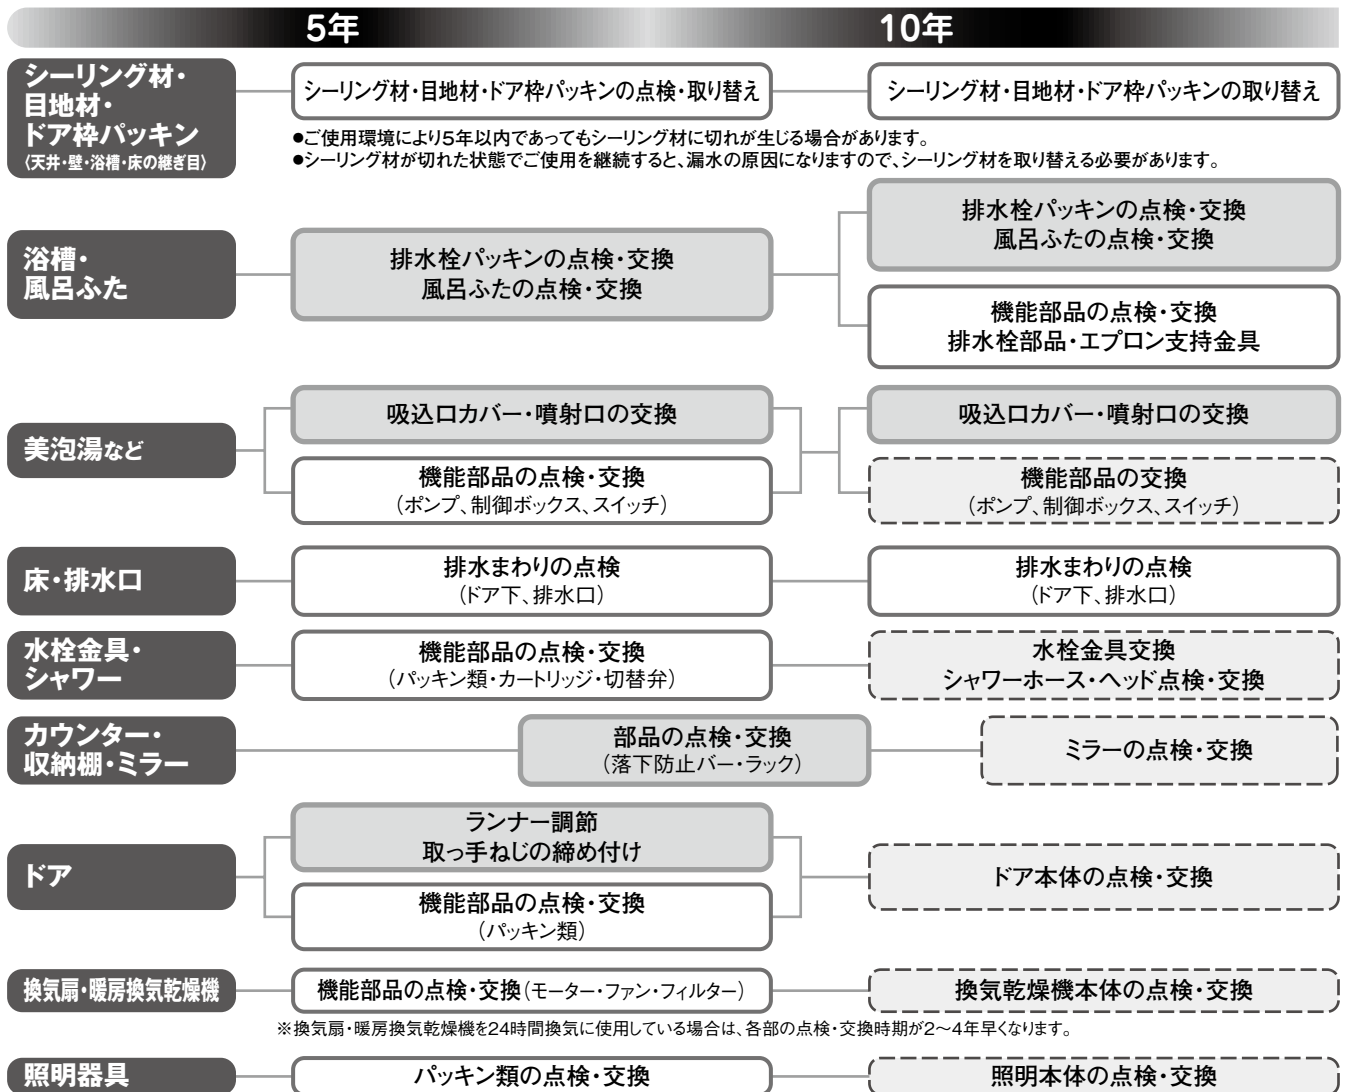 5年
10年
シーリング材・
目地材・
ドア枠パッキン
〈天井・壁・浴槽・床の継ぎ目〉
シーリング材・目地材・ドア枠パッキンの点検・取り替え
シーリング材・目地材・ドア枠パッキンの取り替え
●ご使用環境により5年以内であってもシーリング材に切れが生じる場合があります。
●シーリング材が切れた状態でご使用を継続すると、漏水の原因になりますので、シーリング材を取り替える必要があります。
浴槽・
風呂ふた
排水栓パッキンの点検・交換
風呂ふたの点検・交換
排水栓パッキンの点検・交換
風呂ふたの点検・交換
機能部品の点検・交換
排水栓部品・エプロン支持金具
美泡湯など
吸込口カバー・噴射口の交換
機能部品の点検・交換
（ポンプ、制御ボックス、スイッチ）
吸込口カバー・噴射口の交換
機能部品の交換
（ポンプ、制御ボックス、スイッチ）
床・排水口
排水まわりの点検
（ドア下、排水口）
排水まわりの点検
（ドア下、排水口）
水栓金具・
シャワー
機能部品の点検・交換
（パッキン類・カートリッジ・切替弁）
水栓金具交換
シャワーホース・ヘッド点検・交換
カウンター・
収納棚・ミラー
部品の点検・交換
（落下防止バー・ラック）
ミラーの点検・交換
ドア
ランナー調節
取っ手ねじの締め付け
機能部品の点検・交換
（パッキン類）
ドア本体の点検・交換
換気扇・暖房換気乾燥機
機能部品の点検・交換（モーター・ファン・フィルター）
換気乾燥機本体の点検・交換
※換気扇・暖房換気乾燥機を24時間換気に使用している場合は、各部の点検・交換時期が2〜4年早くなります。
照明器具
パッキン類の点検・交換
照明本体の点検・交換